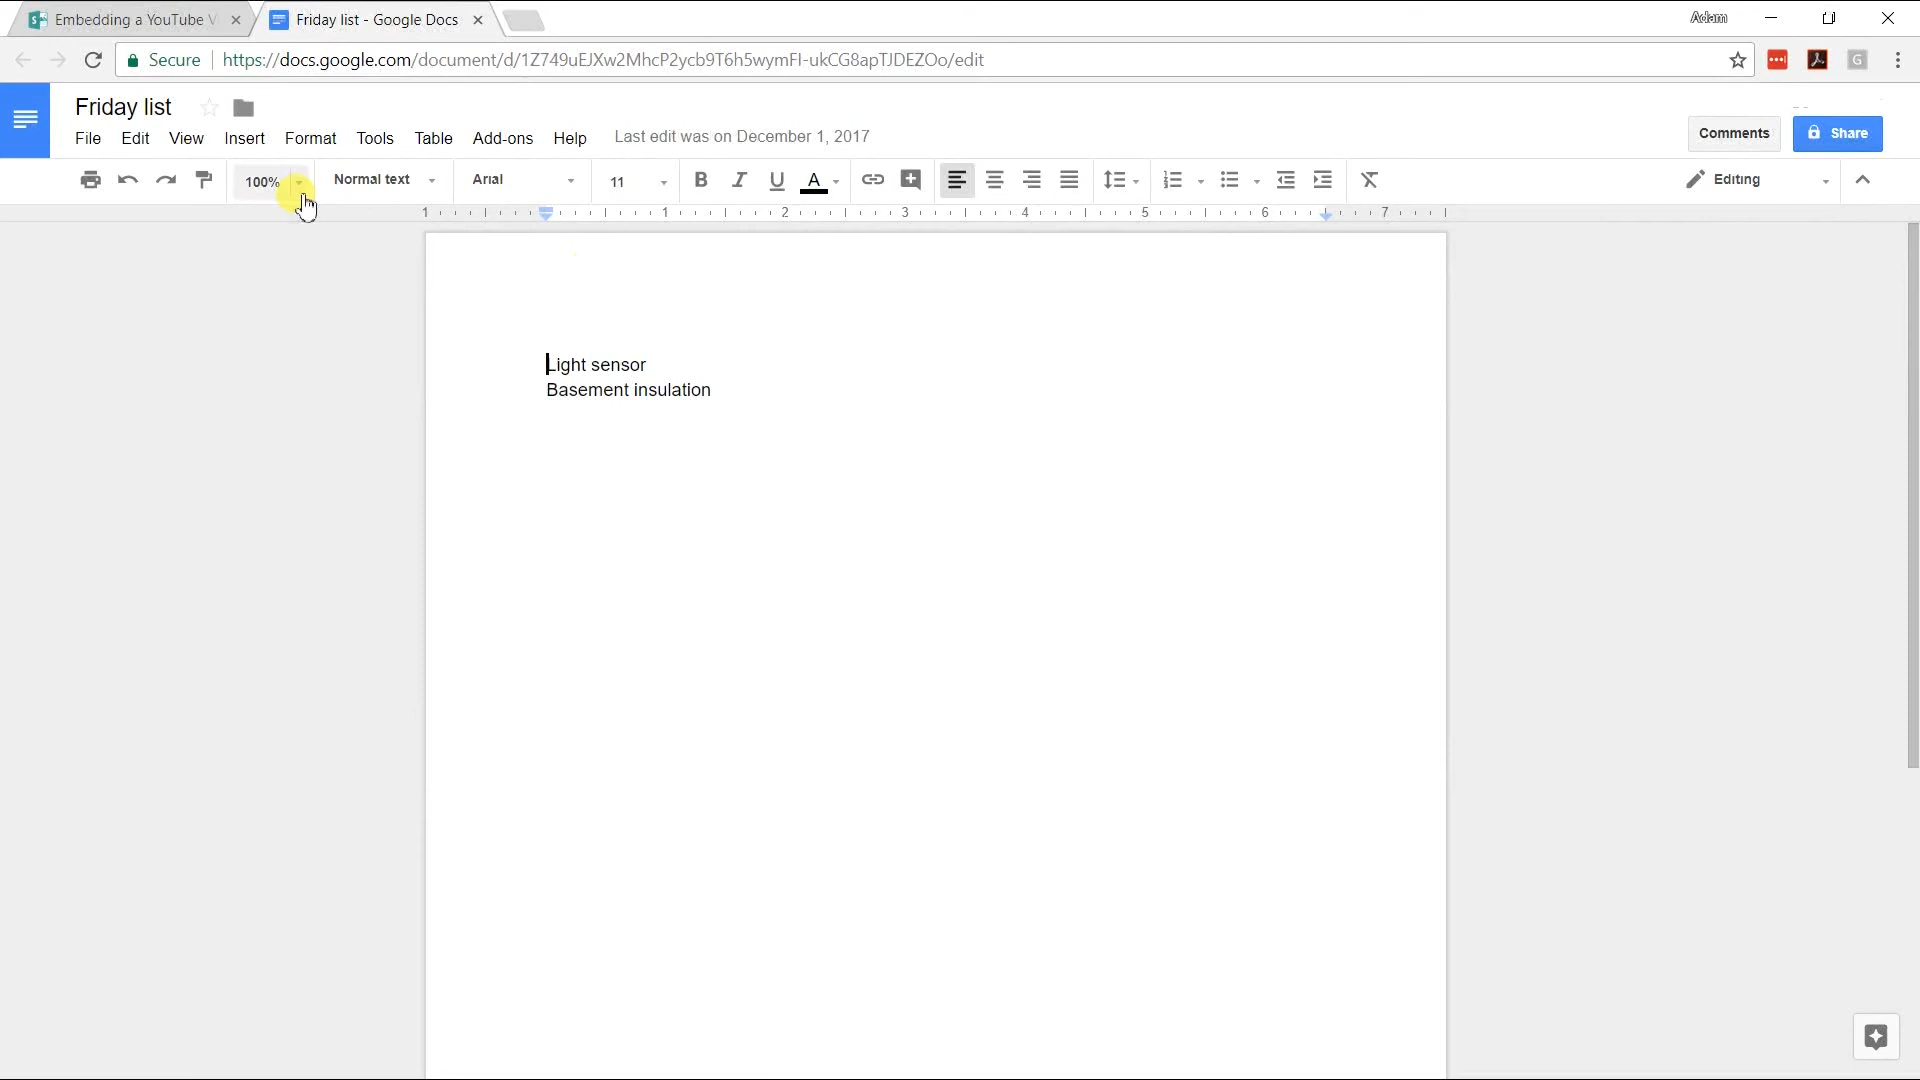 Embedding a YouTube V
Friday list - Google Docs
Adam
Secure
https://docs.google.com/document/d/1Z749uEJXw2MhcP2ycb9T6h5wymFI-ukCG8apTJDEZOo/edit
Friday list
File Edit View Insert Format Tools Table Add-ons Help Last edit was on December 1, 2017
Comments
Share
100% Normal text Arial 11 B I U A Editing
1 1 2 3 4 5 6 7
Light sensor
Basement insulation